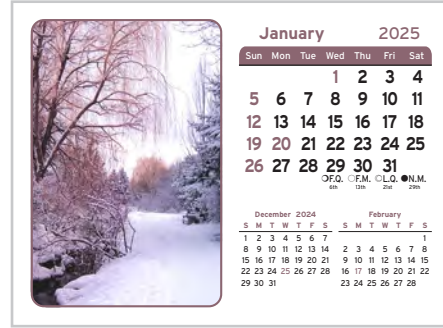 January 2025
Sun Mon Tue Wed Thu Fri Sat
1 2 3 4
5 6 7 8 9 10 11
12 13 14 15 16 17 18
19 20 21 22 23 24 25
26 27 28 29 30 31
F.Q. F.M. L.Q. N.M.
6th 13th 21st 29th
December 2024
S M T W T F S
1 2 3 4 5 6 7
8 9 10 11 12 13 14
15 16 17 18 19 20 21
22 23 24 25 26 27 28
29 30 31
February
S M T W T F S
1
2 3 4 5 6 7 8
9 10 11 12 13 14 15
16 17 18 19 20 21 22
23 24 25 26 27 28